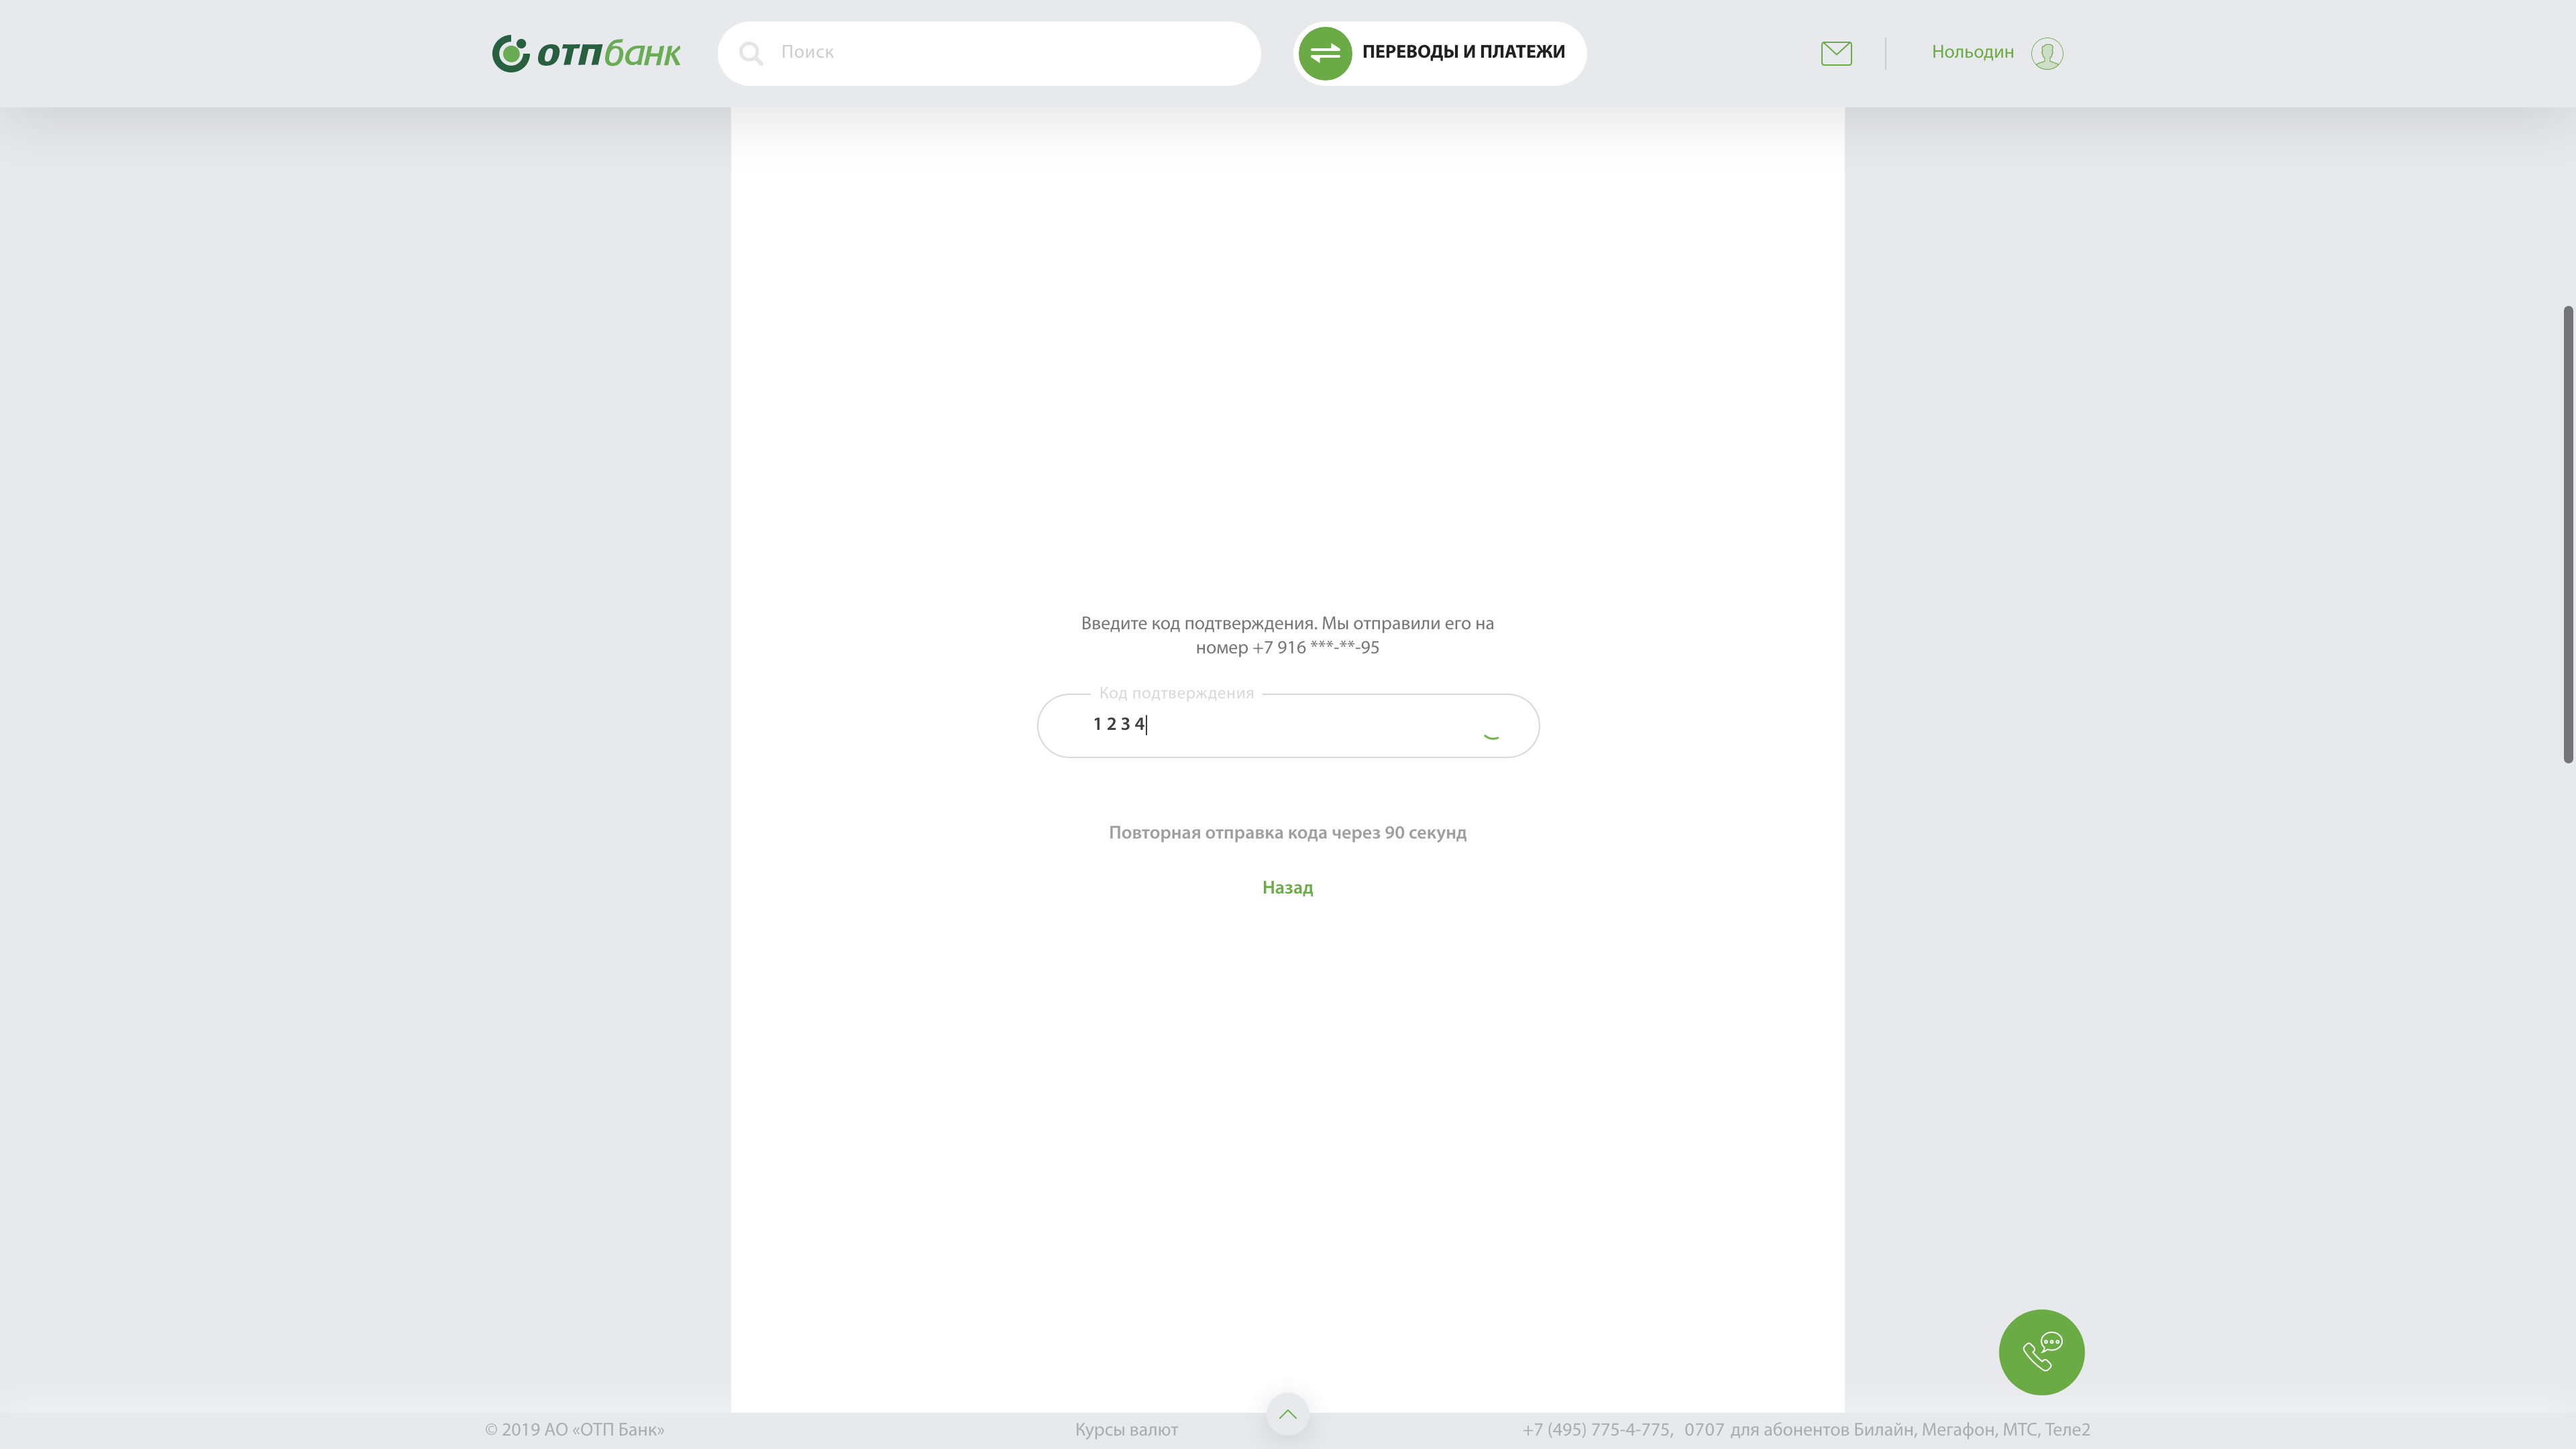 отпбанк
Поиск
ПЕРЕВОДЫ И ПЛАТЕЖИ
Нольодин
Введите код подтверждения. Мы отправили его на
номер +7 916 ***-**-95
Код подтверждения
1 2 3 4
Повторная отправка кода через 90 секунд
Назад
© 2019 АО «ОТП Банк»
Курсы валют
+7 (495) 775-4-775, 0707 для абонентов Билайн, Мегафон, МТС, Теле2